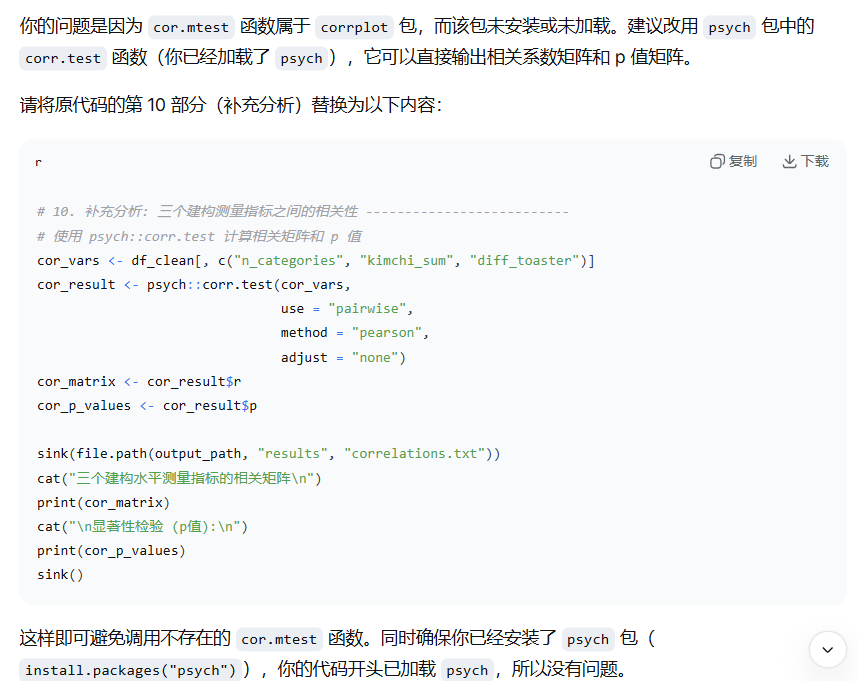 你的问题是因为 cor.mtest 函数属于 corrplot 包，而该包未安装或未加载。建议改用 psych 包中的
corr.test 函数（你已经加载了 psych），它可以直接输出相关系数矩阵和 p 值矩阵。
请将原代码的第 10 部分（补充分析）替换为以下内容：
r
复制
下载
# 10. 补充分析: 三个建构测量指标之间的相关性 --------------------------
# 使用 psych::corr.test 计算相关矩阵和 p 值
cor_vars <- df_clean[, c("n_categories", "kimchi_sum", "diff_toaster")]
cor_result <- psych::corr.test(cor_vars,
use = "pairwise",
method = "pearson",
adjust = "none")
cor_matrix <- cor_result$r
cor_p_values <- cor_result$p
sink(file.path(output_path, "results", "correlations.txt"))
cat("三个建构水平测量指标的相关矩阵\n")
print(cor_matrix)
cat("\n显著性检验 (p值):\n")
print(cor_p_values)
sink()
这样即可避免调用不存在的 cor.mtest 函数。同时确保你已经安装了 psych 包（
install.packages("psych")），你的代码开头已加载 psych，所以没有问题。